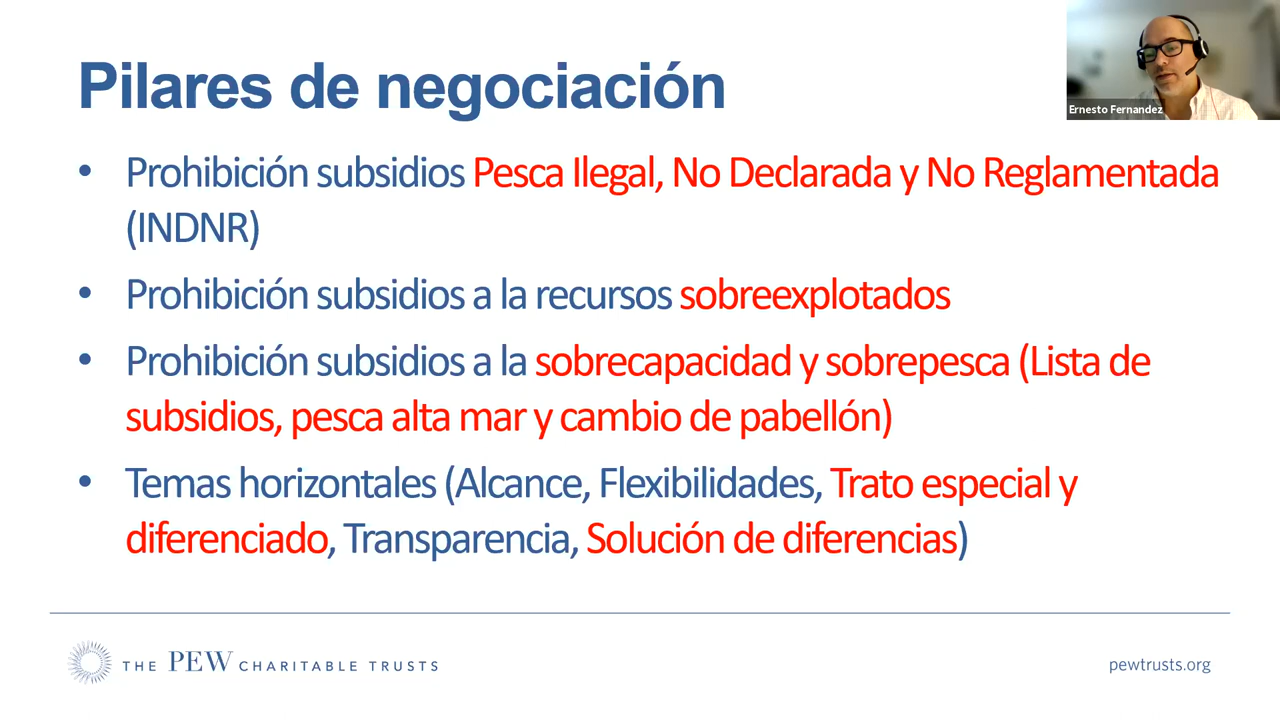 Pilares de negociación
Ernesto Fernandez
• Prohibición subsidios Pesca Ilegal, No Declarada y No Reglamentada
(INDNR)
• Prohibición subsidios a la recursos sobreexplotados
• Prohibición subsidios a la sobrecapacidad y sobrepesca (Lista de
subsidios, pesca alta mar y cambio de pabellón)
• Temas horizontales (Alcance, Flexibilidades, Trato especial y
diferenciado, Transparencia, Solución de diferencias)
THE PEW CHARITABLE TRUSTS
pewtrusts.org